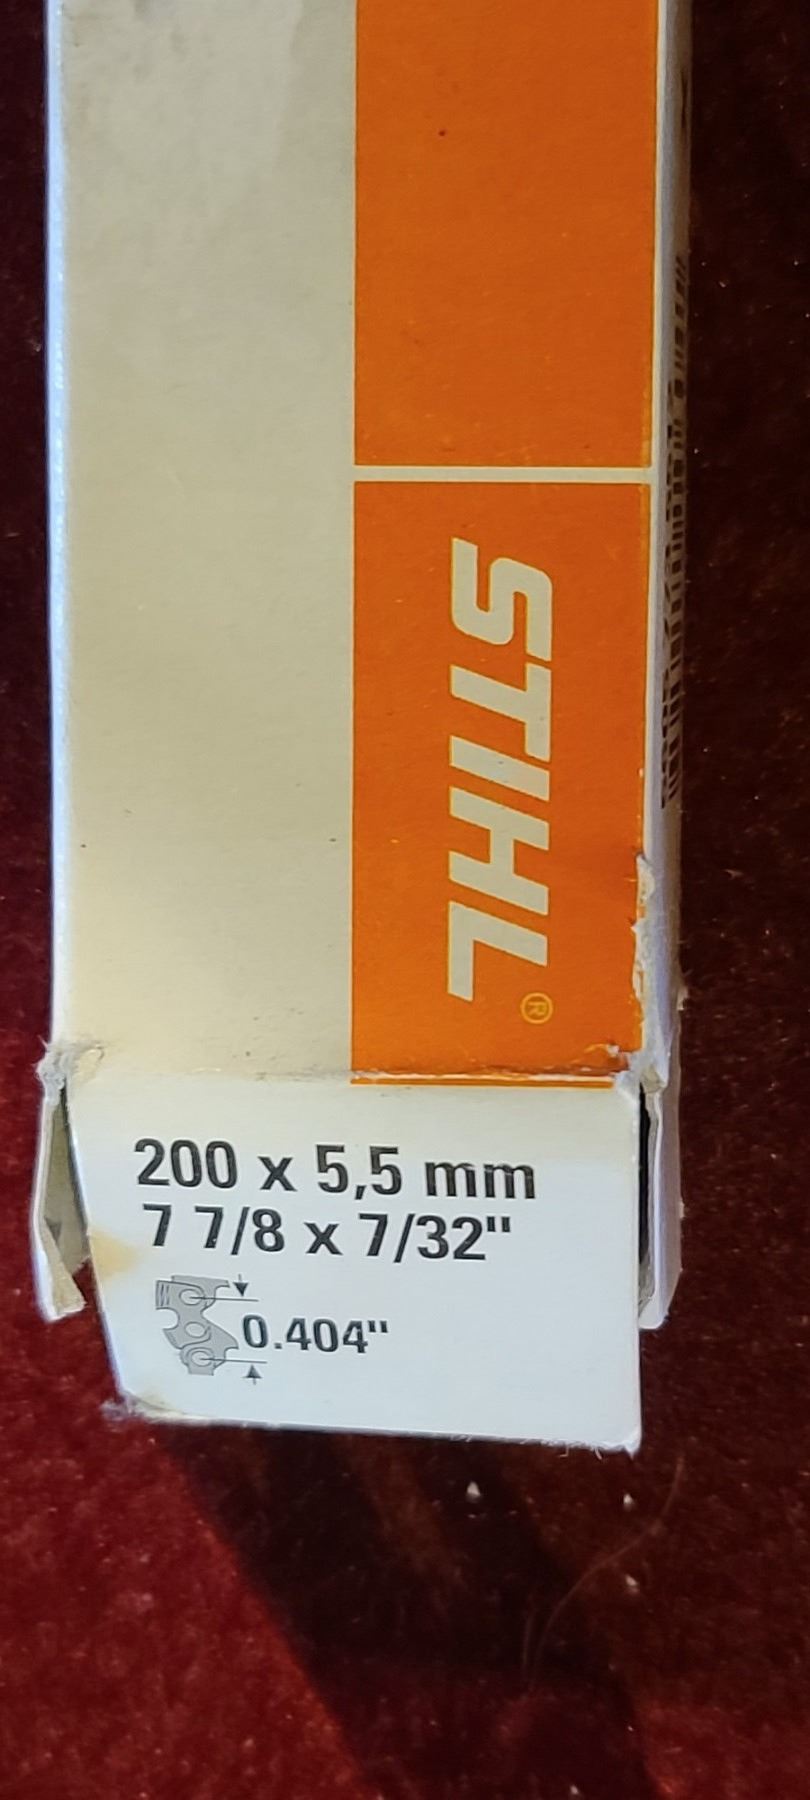 STIHL®
200 x 5,5 mm
7 7/8 x 7/32"
0.404"